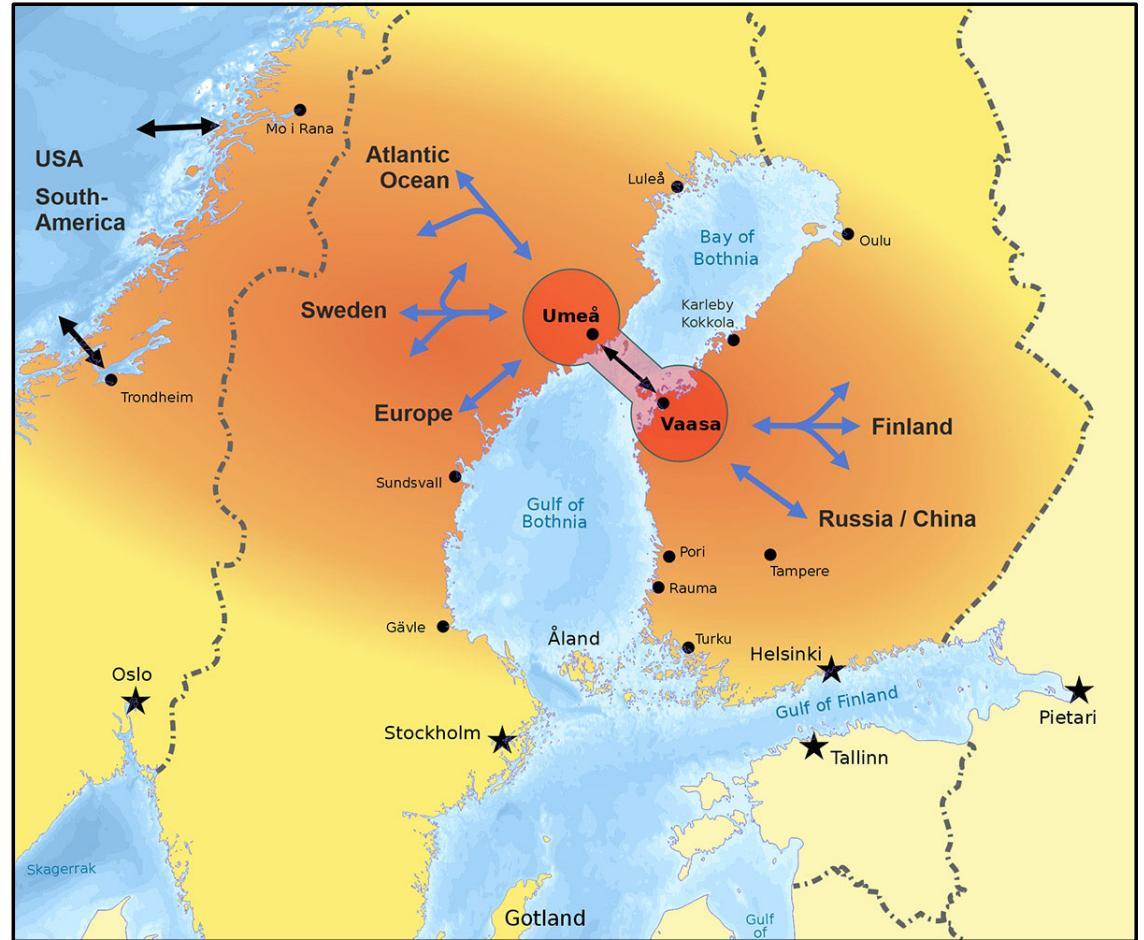 Mo i Rana
USA
South-
America
Atlantic
Ocean
Luleå
Bay of
Bothnia
Oulu
Sweden
Umeå
Karleby
Kokkola
Trondheim
Europe
Vaasa
Finland
Sundsvall
Gulf of
Bothnia
Russia / China
Pori
Tampere
Rauma
Gävle
Åland
Turku
Helsinki
Oslo
Gulf of Finland
Pietari
Stockholm
Tallinn
Skagerrak
Gotland
Gulf
of